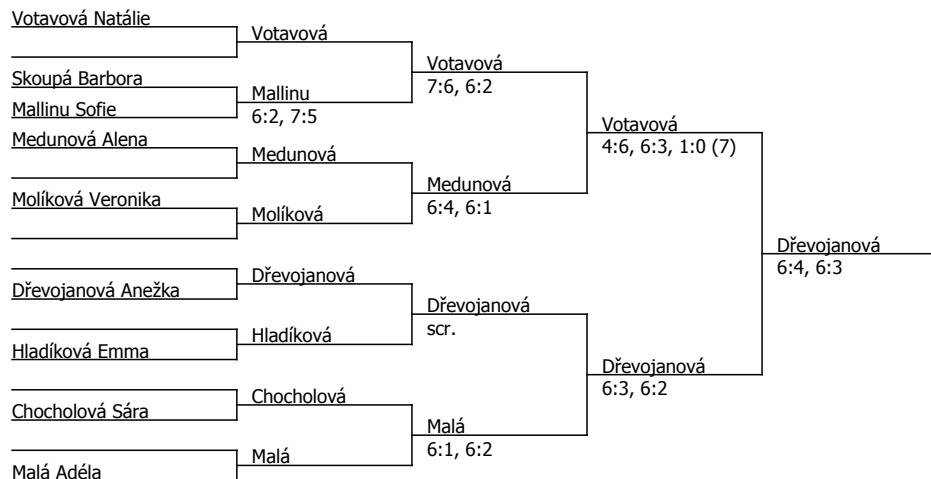 Votavová Natálie
Votavová
Votavová
7:6, 6:2
Skoupá Barbora
Mallinu
6:2, 7:5
Mallinu Sofie
Votavová
4:6, 6:3, 1:0 (7)
Medunová Alena
Medunová
Medunová
6:4, 6:1
Molíková Veronika
Molíková
Dřevojanová
6:4, 6:3
Dřevojanová
Dřevojanová Anežka
Dřevojanová
scr.
Hladíková
Hladíková Emma
Dřevojanová
6:3, 6:2
Chocholová
Chocholová Sára
Malá
6:1, 6:2
Malá
Malá Adéla